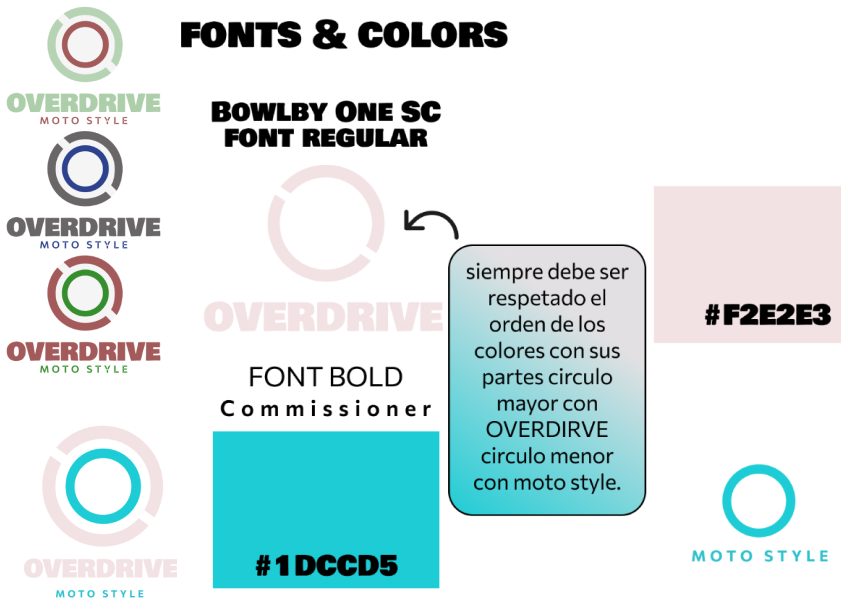 FONTS & COLORS
OVERDRIVE
MOTO STYLE
OVERDRIVE
MOTO STYLE
OVERDRIVE
MOTO STYLE
OVERDRIVE
MOTO STYLE
BOWLBY ONE SC
FONT REGULAR
OVERDRIVE
FONT BOLD
Commissioner
#1DCCD5
siempre debe ser
respetado el
orden de los
colores con sus
partes circulo
mayor con
OVERDIRVE
circulo menor
con moto style.
#F2E2E3
MOTO STYLE